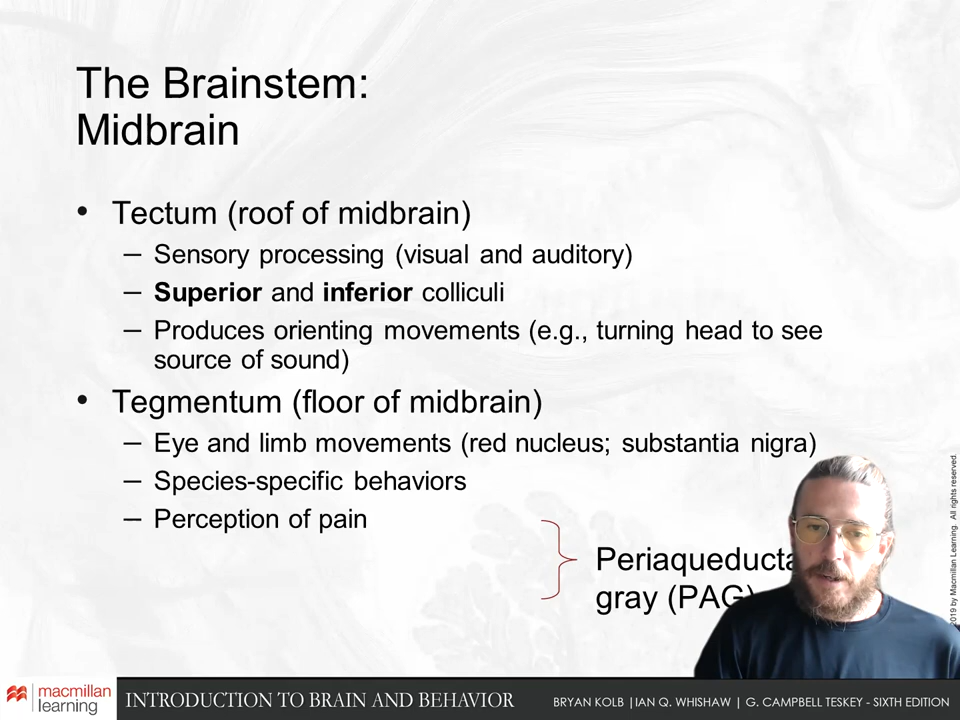 The Brainstem:
Midbrain
• Tectum (roof of midbrain)
– Sensory processing (visual and auditory)
– Superior and inferior colliculi
– Produces orienting movements (e.g., turning head to see
source of sound)
• Tegmentum (floor of midbrain)
– Eye and limb movements (red nucleus; substantia nigra)
– Species-specific behaviors
– Perception of pain
gray (PAG)
2019 by Macmillan Learning. All rights reserved.
macmillan
learning
INTRODUCTION TO BRAIN AND BEHAVIOR
BRYAN KOLB | IAN Q. WHISHAW | G. CAMPBELL TESKEY - SIXTH EDITION